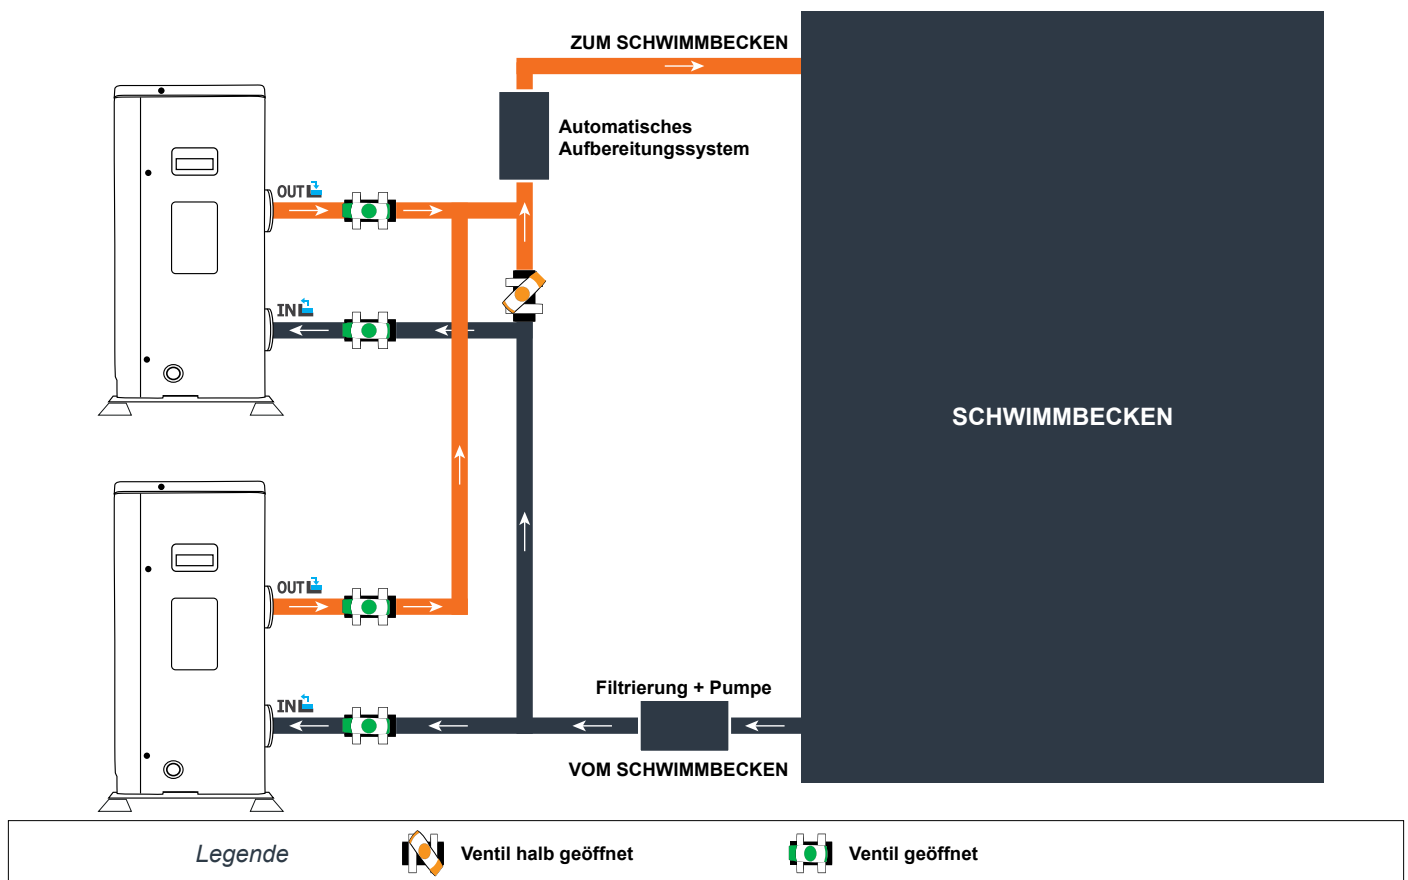 ZUM SCHWIMMBECKEN
Automatisches
Aufbereitungssystem
OUT
IN
SCHWIMMBECKEN
OUT
IN
Filtrierung + Pumpe
VOM SCHWIMMBECKEN
Legende
Ventil halb geöffnet
Ventil geöffnet